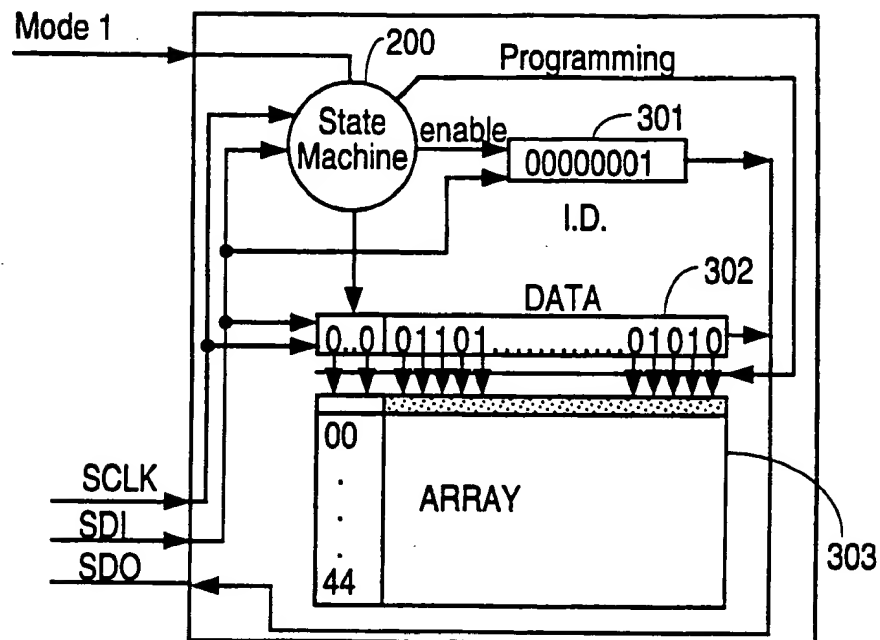 Mode 1
200
Programming
State
Machine
enable
301
00000001
I.D.
302
DATA
0..0 01101..............01010
00
.
.
.
44
ARRAY
SCLK
SDI
SDO
303